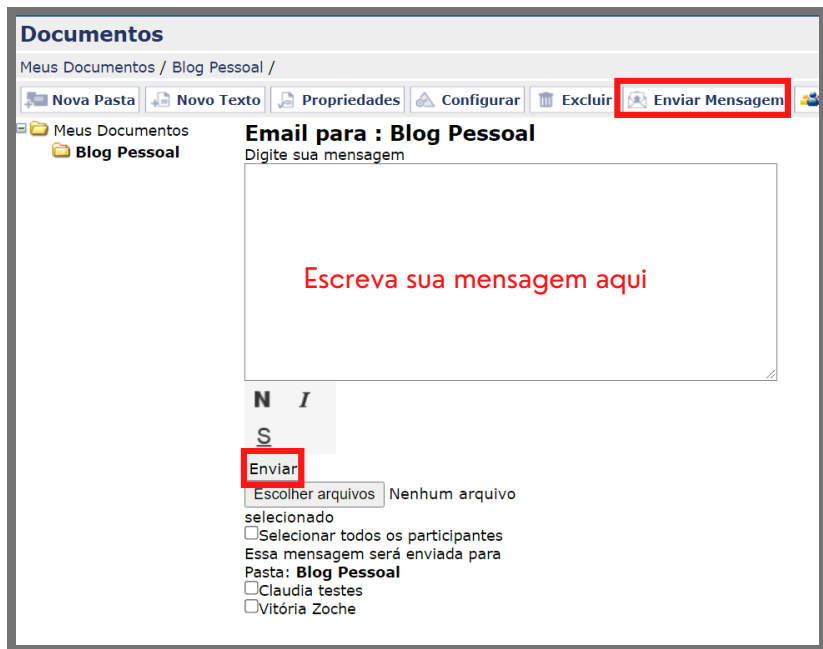 Documentos
Meus Documentos / Blog Pessoal /
Nova Pasta Novo Texto Propriedades Configurar Excluir Enviar Mensagem
Meus Documentos
Blog Pessoal
Email para : Blog Pessoal
Digite sua mensagem
Escreva sua mensagem aqui
N I
S
Enviar
Escolher arquivos Nenhum arquivo
selecionado
Selecionar todos os participantes
Essa mensagem será enviada para
Pasta: Blog Pessoal
Claudia testes
Vitória Zoche